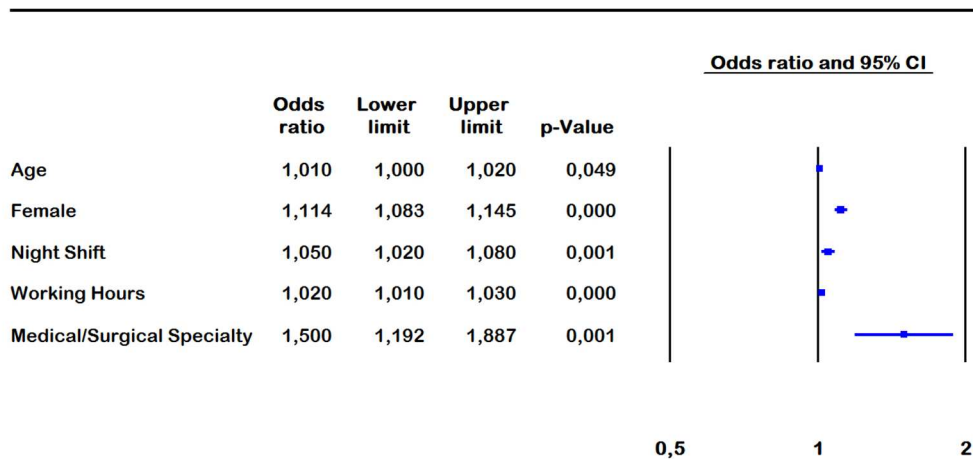 Odds ratio and 95% CI
Odds Lower Upper
ratio limit limit p-Value
Age 1,010 1,000 1,020 0,049
Female 1,114 1,083 1,145 0,000
Night Shift 1,050 1,020 1,080 0,001
Working Hours 1,020 1,010 1,030 0,000
Medical/Surgical Specialty 1,500 1,192 1,887 0,001
0,5 1 2